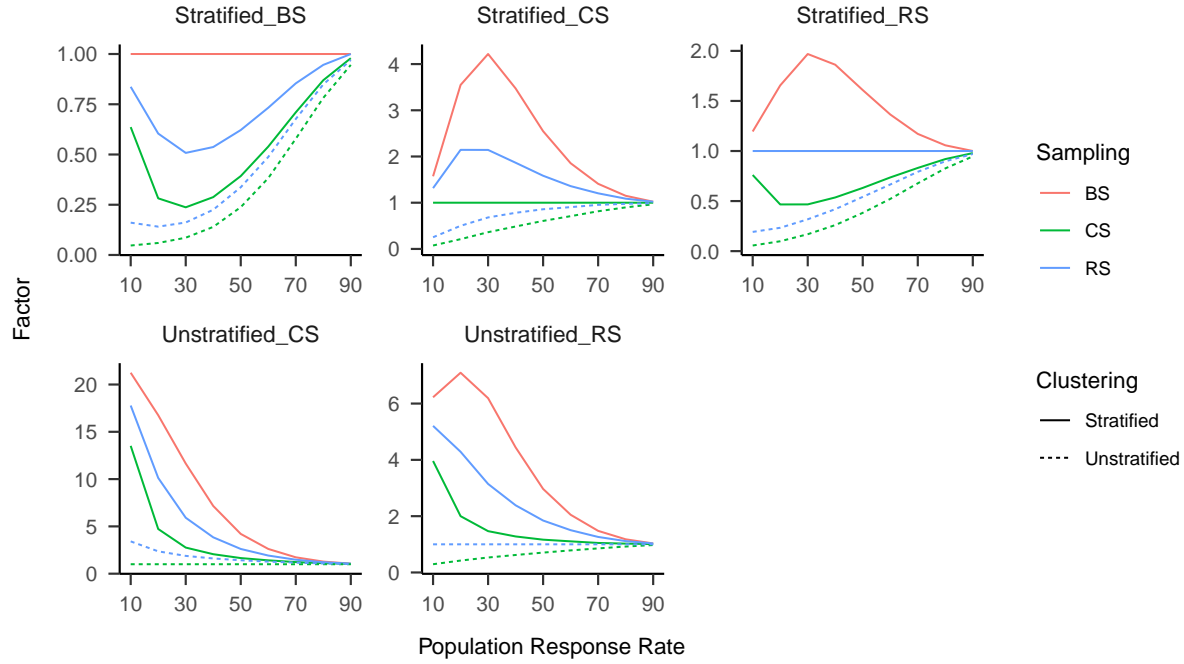 Stratified_BS
Stratified_CS
Stratified_RS
1.00
0.75
0.50
0.25
0.00
10 30 50 70 90
4
3
2
1
0
10 30 50 70 90
2.0
1.5
1.0
0.5
0.0
10 30 50 70 90
Unstratified_CS
Unstratified_RS
20
15
10
5
0
10 30 50 70 90
6
4
2
0
10 30 50 70 90
Factor
Population Response Rate
Sampling
BS
CS
RS
Clustering
Stratified
Unstratified